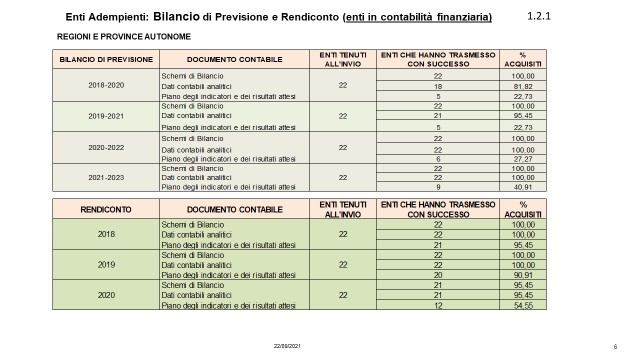 Enti Adempienti: Bilancio di Previsione e Rendiconto (enti in contabilità finanziaria) 1.2.1
REGIONI E PROVINCE AUTONOME
BILANCIO DI PREVISIONE DOCUMENTO CONTABILE ENTI TENUTI ALL'INVIO ENTI CHE HANNO TRASMESSO CON SUCCESSO % ACQUISITI
2018-2020 Schemi di Bilancio 22 22 100,00
Dati contabili analitici 18 81,82
Piano degli indicatori e dei risultati attesi 5 22,73
2019-2021 Schemi di Bilancio 22 22 100,00
Dati contabili analitici 21 95,45
Piano degli indicatori e dei risultati attesi 5 22,73
2020-2022 Schemi di Bilancio 22 22 100,00
Dati contabili analitici 22 100,00
Piano degli indicatori e dei risultati attesi 6 27,27
2021-2023 Schemi di Bilancio 22 22 100,00
Dati contabili analitici 22 100,00
Piano degli indicatori e dei risultati attesi 9 40,91
RENDICONTO DOCUMENTO CONTABILE ENTI TENUTI ALL'INVIO ENTI CHE HANNO TRASMESSO CON SUCCESSO % ACQUISITI
2018 Schemi di Bilancio 22 22 100,00
Dati contabili analitici 22 100,00
Piano degli indicatori e dei risultati attesi 21 95,45
2019 Schemi di Bilancio 22 22 100,00
Dati contabili analitici 22 100,00
Piano degli indicatori e dei risultati attesi 20 90,91
2020 Schemi di Bilancio 22 21 95,45
Dati contabili analitici 21 95,45
Piano degli indicatori e dei risultati attesi 12 54,55
22/09/2021 6